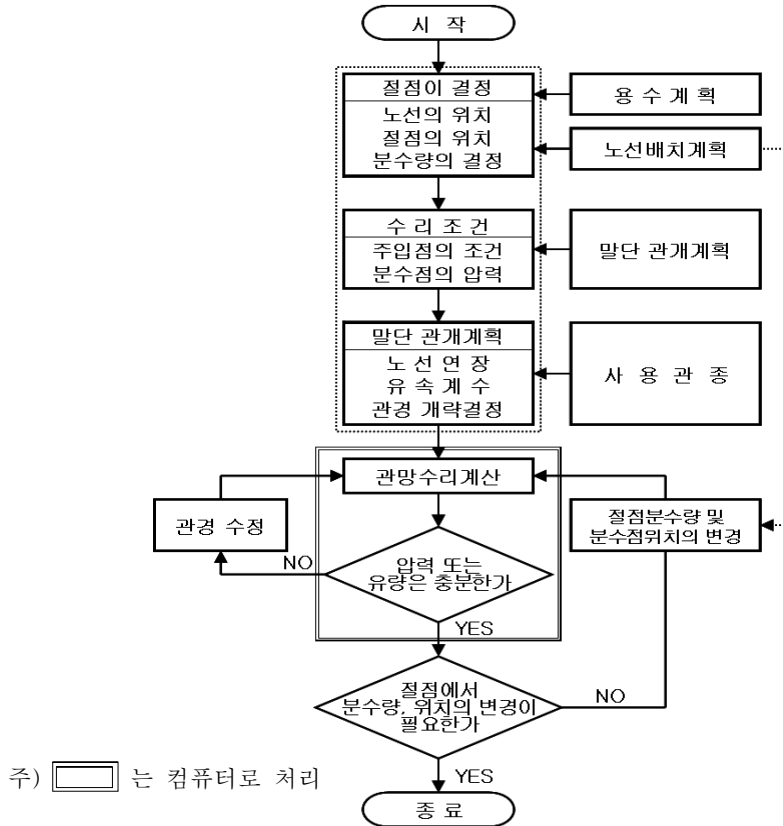 시 작
절점이 결정
노선의 위치
절점의 위치
분수량의 결정
용 수 계 획
노선배치계획
수 리 조 건
주입점의 조건
분수점의 압력
말단 관개계획
말단 관개계획
노 선 연 장
유 속 계 수
관경 개략결정
사 용 관 종
관망수리계산
관경 수정
절점분수량 및
분수점위치의 변경
압력 또는
유량은 충분한가
NO
YES
절점에서
분수량, 위치의 변경이
필요한가
NO
YES
주) 는 컴퓨터로 처리
종 료